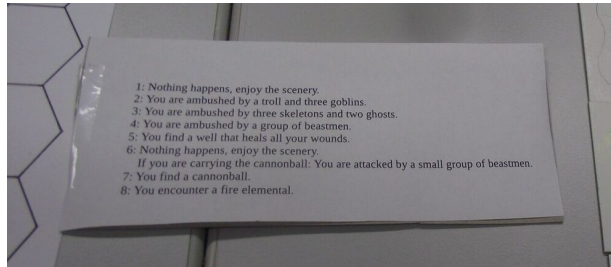 1: Nothing happens, enjoy the scenery.
2: You are ambushed by a troll and three goblins.
3: You are ambushed by three skeletons and two ghosts.
4: You are ambushed by a group of beastmen.
5: You find a well that heals all your wounds.
6: Nothing happens, enjoy the scenery.
If you are carrying the cannonball: You are attacked by a small group of beastmen.
7: You find a cannonball.
8: You encounter a fire elemental.